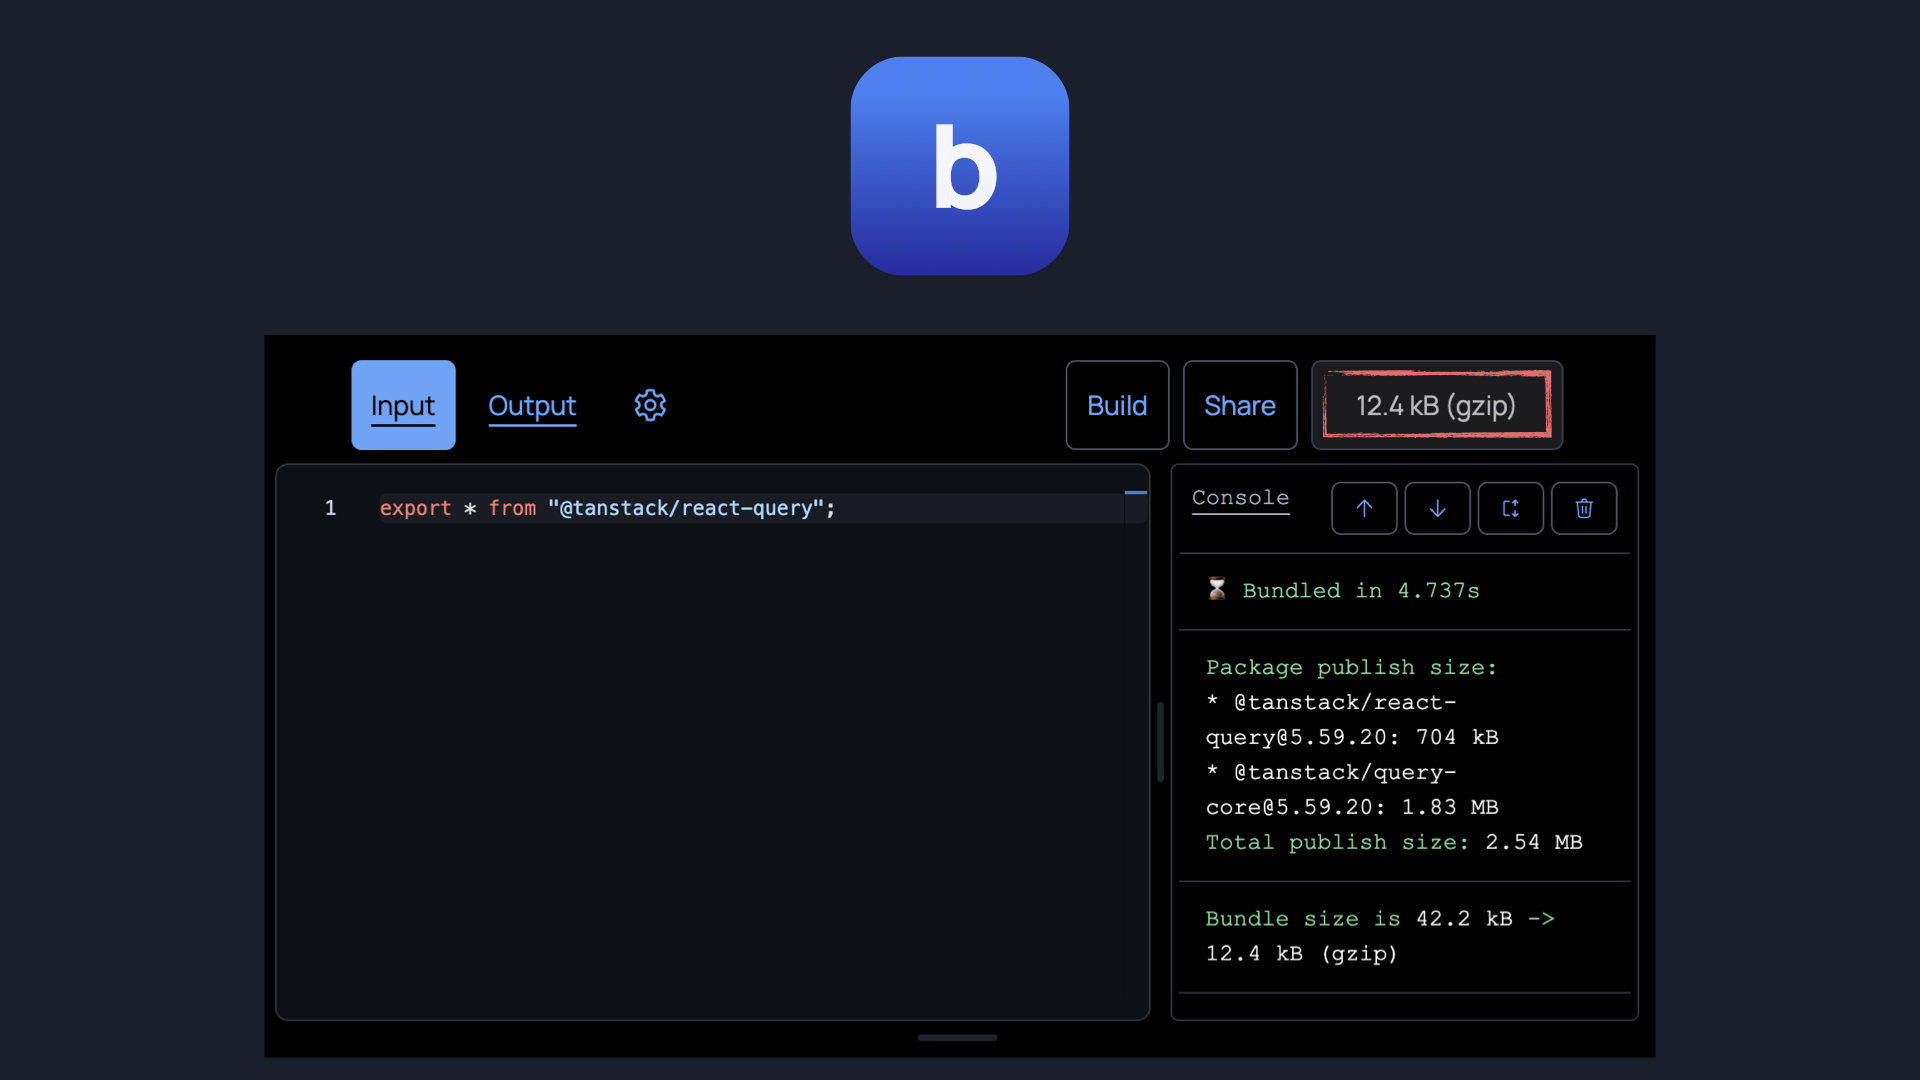 b
Input Output Build Share 12.4 kB (gzip)
1 export * from "@tanstack/react-query";
Console
⌛ Bundled in 4.737s
Package publish size:
* @tanstack/react-
query@5.59.20: 704 kB
* @tanstack/query-
core@5.59.20: 1.83 MB
Total publish size: 2.54 MB
Bundle size is 42.2 kB ->
12.4 kB (gzip)